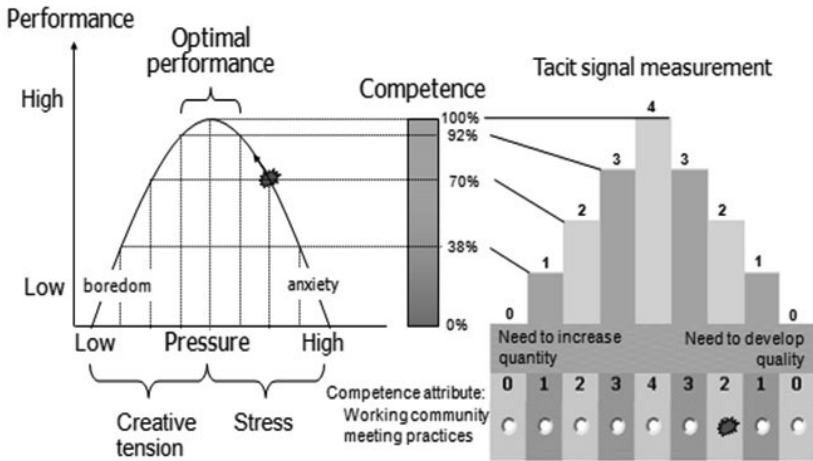 Performance
Optimal
performance
High
Low
boredom
anxiety
Low
Pressure
High
Creative
tension
Stress
Competence
100%
92%
70%
38%
0%
Tacit signal measurement
4
3
3
2
2
1
1
0
0
Need to increase
quantity
Need to develop
quality
Competence attribute:
Working community
meeting practices
0 1 2 3 4 3 2 1 0